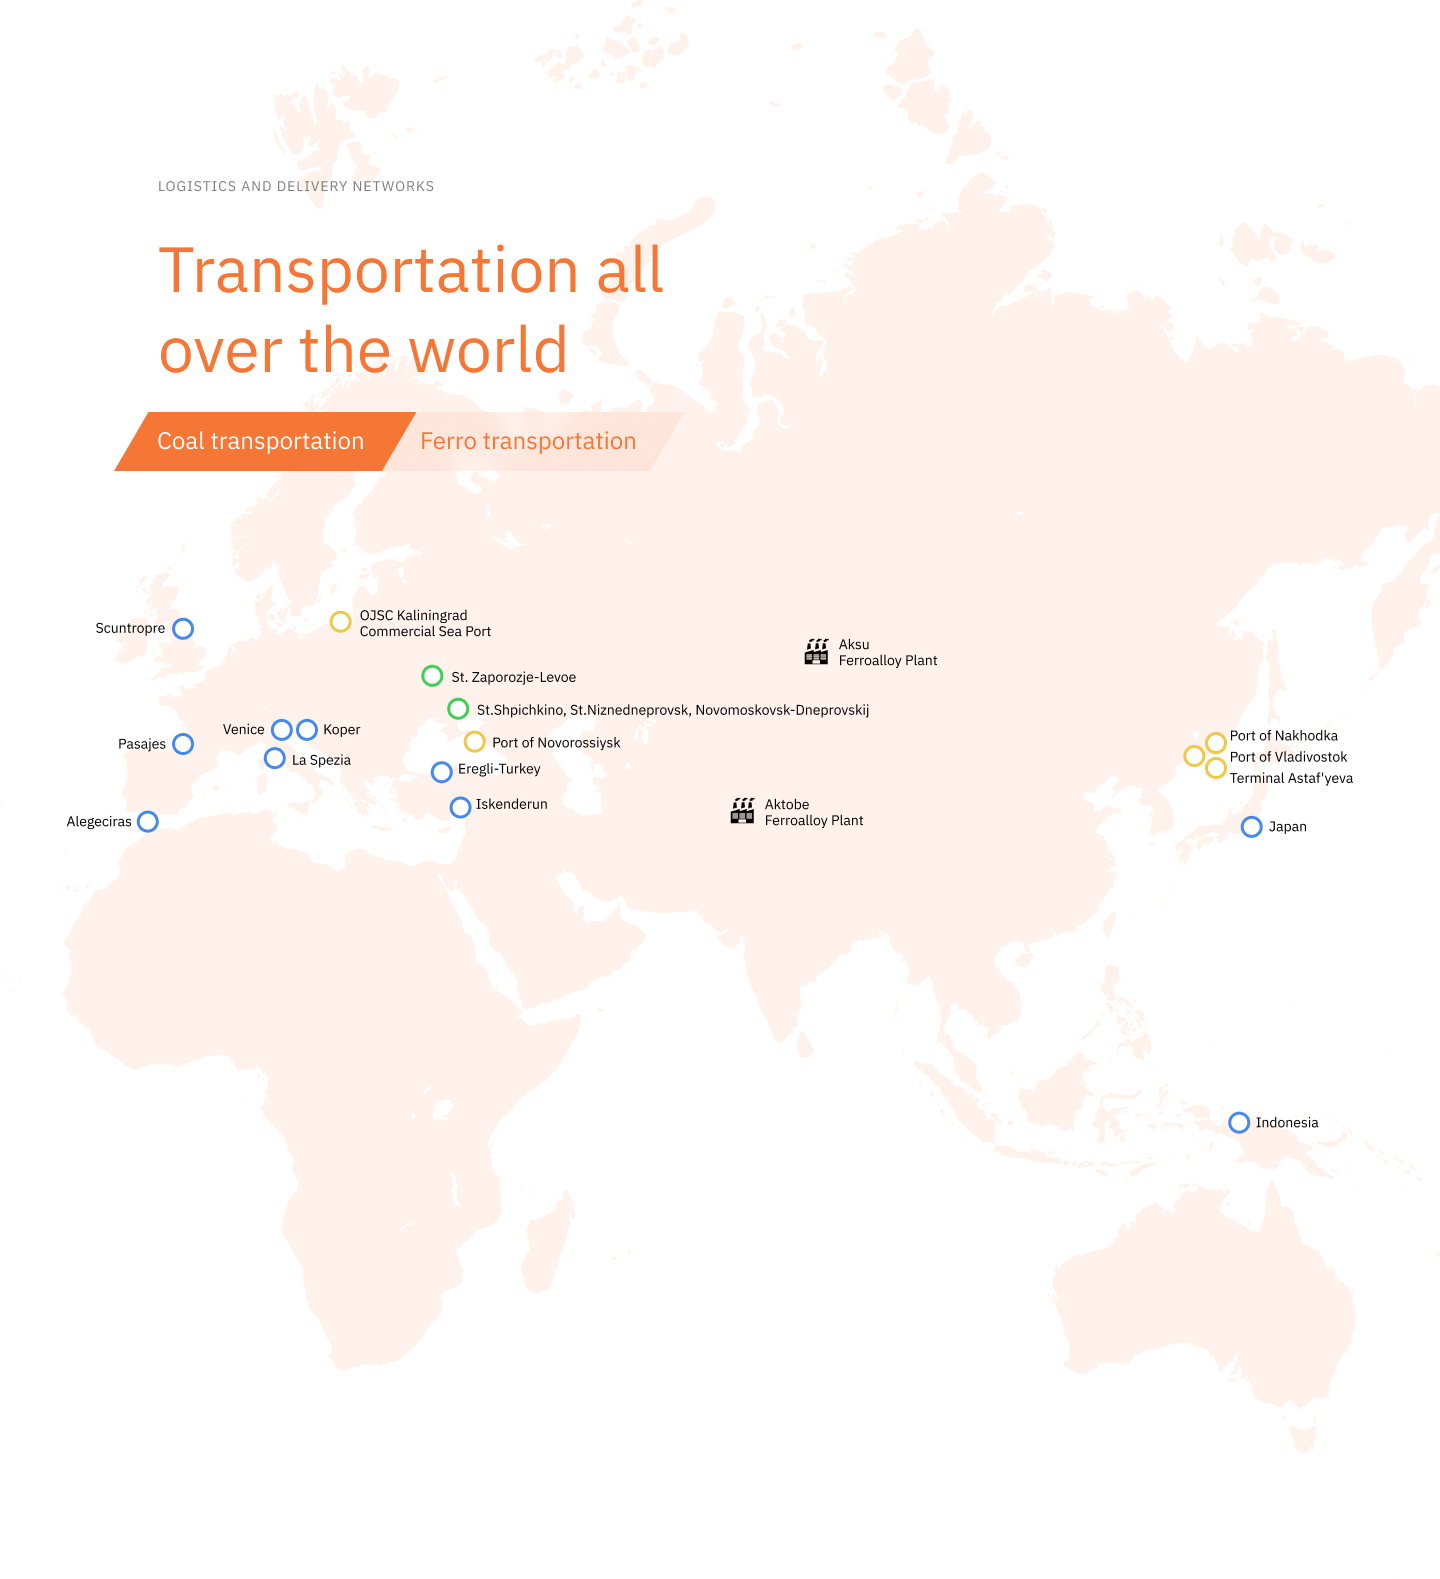 LOGISTICS AND DELIVERY NETWORKS
Transportation all
over the world
Coal transportation
Ferro transportation
Scuntropre
OJSC Kaliningrad
Commercial Sea Port
Aksu
Ferroalloy Plant
St. Zaporozje-Levoe
St.Shpichkino, St.Niznedneprovsk, Novomoskovsk-Dneprovskij
Venice
Koper
Pasajes
La Spezia
Port of Novorossiysk
Eregli-Turkey
Port of Nakhodka
Port of Vladivostok
Terminal Astaf'yeva
Iskenderun
Aktobe
Ferroalloy Plant
Alegeciras
Japan
Indonesia